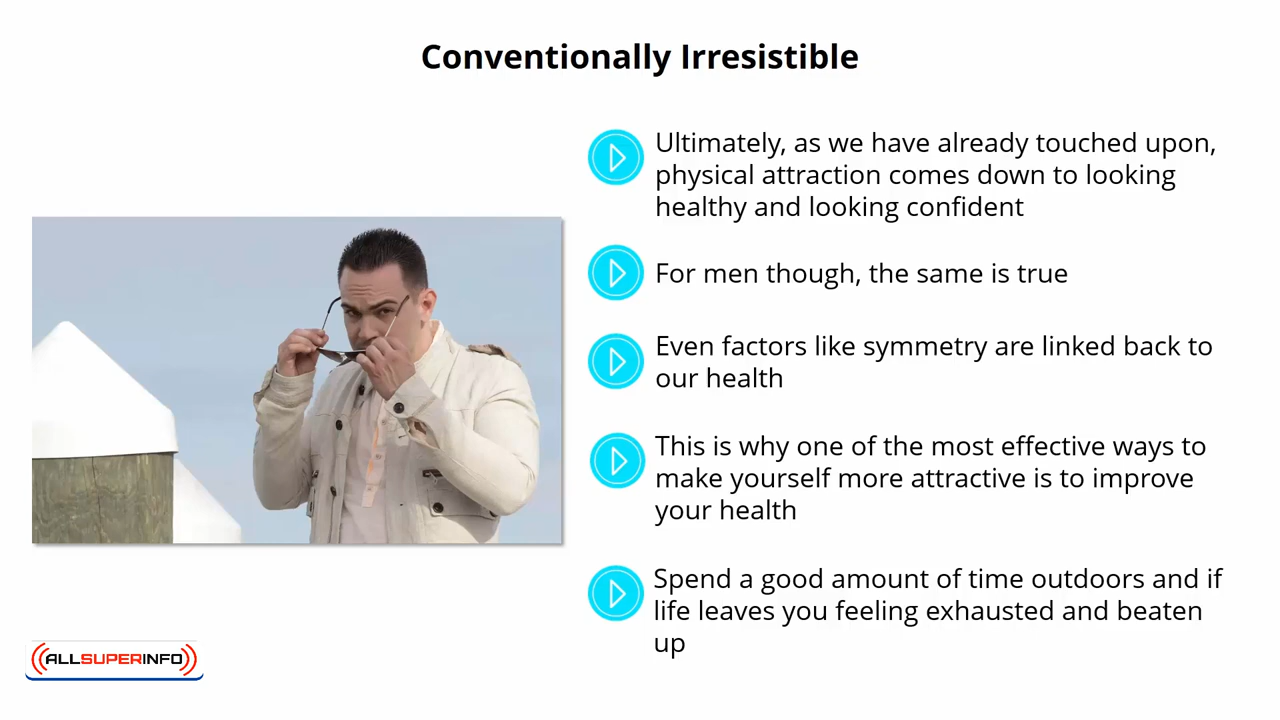 Conventionally Irresistible
Ultimately, as we have already touched upon,
physical attraction comes down to looking
healthy and looking confident
For men though, the same is true
Even factors like symmetry are linked back to
our health
This is why one of the most effective ways to
make yourself more attractive is to improve
your health
Spend a good amount of time outdoors and if
life leaves you feeling exhausted and beaten
up
ALLSUPERINFO